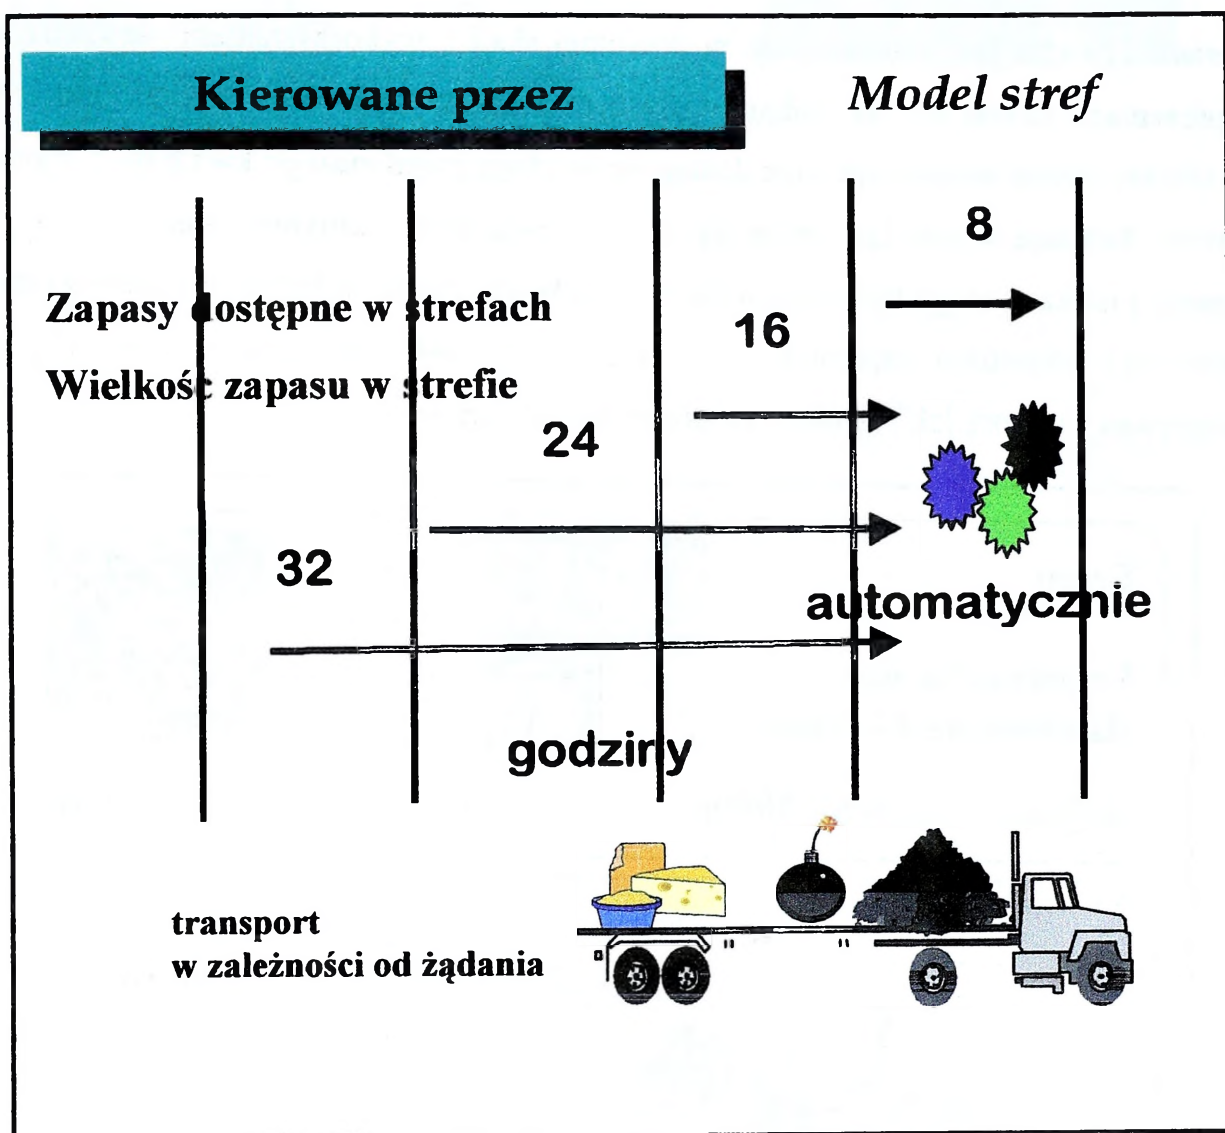 Kierowane przez
Model stref
8
Zapasy dostępne w strefach
16
Wielkość zapasu w strefie
24
32
automatycznie
godziny
transport
w zależności od żądania